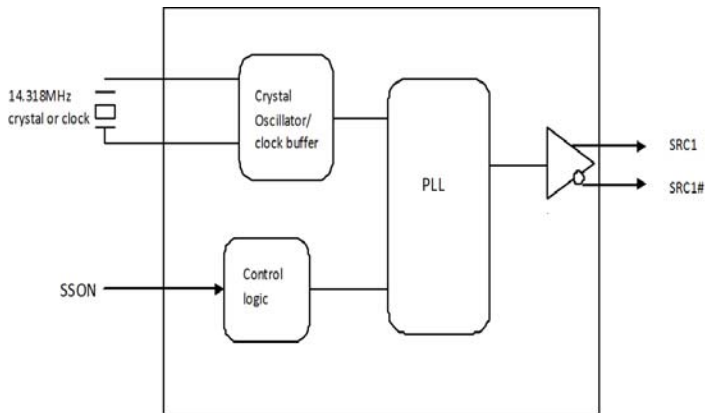 14.318MHz
crystal or clock
Crystal
Oscillator/
clock buffer
PLL
SRC1
SRC1#
SSON
Control
logic